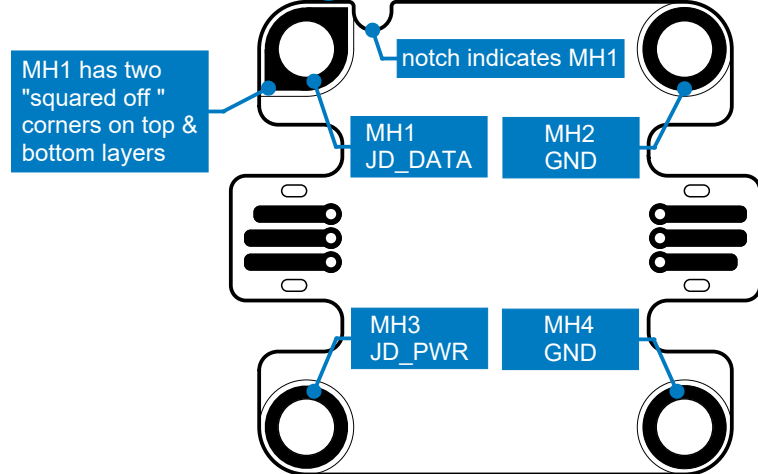 notch indicates MH1
MH1 has two
"squared off "
corners on top &
bottom layers
MH1
JD_DATA
MH2
GND
MH3
JD_PWR
MH4
GND